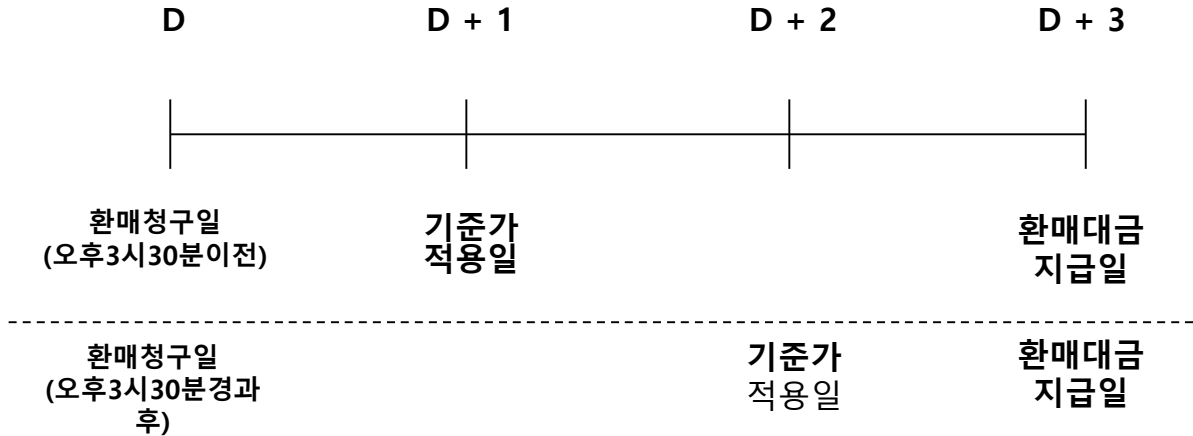 D
D + 1
D + 2
D + 3
환매청구일
(오후3시30분이전)
기준가
적용일
환매대금
지급일
환매청구일
(오후3시30분경과
후)
기준가
적용일
환매대금
지급일